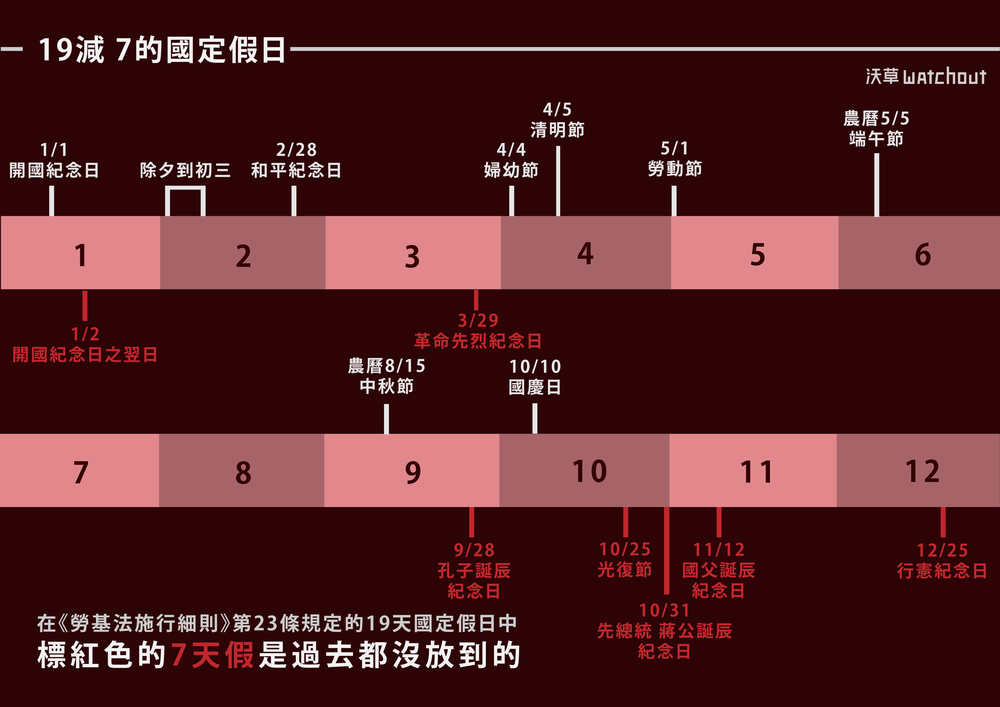 19減 7的國定假日
沃草watchout
1/1
開國紀念日
除夕到初三
2/28
和平紀念日
4/4
婦幼節
4/5
清明節
5/1
勞動節
農曆5/5
端午節
1
2
3
4
5
6
1/2
開國紀念日之翌日
3/29
革命先烈紀念日
農曆8/15
中秋節
10/10
國慶日
7
8
9
10
11
12
9/28
孔子誕辰
紀念日
10/25
光復節
10/31
先總統 蔣公誕辰
紀念日
11/12
國父誕辰
紀念日
12/25
行憲紀念日
在《勞基法施行細則》第23條規定的19天國定假日中
標紅色的7天假是過去都沒放到的